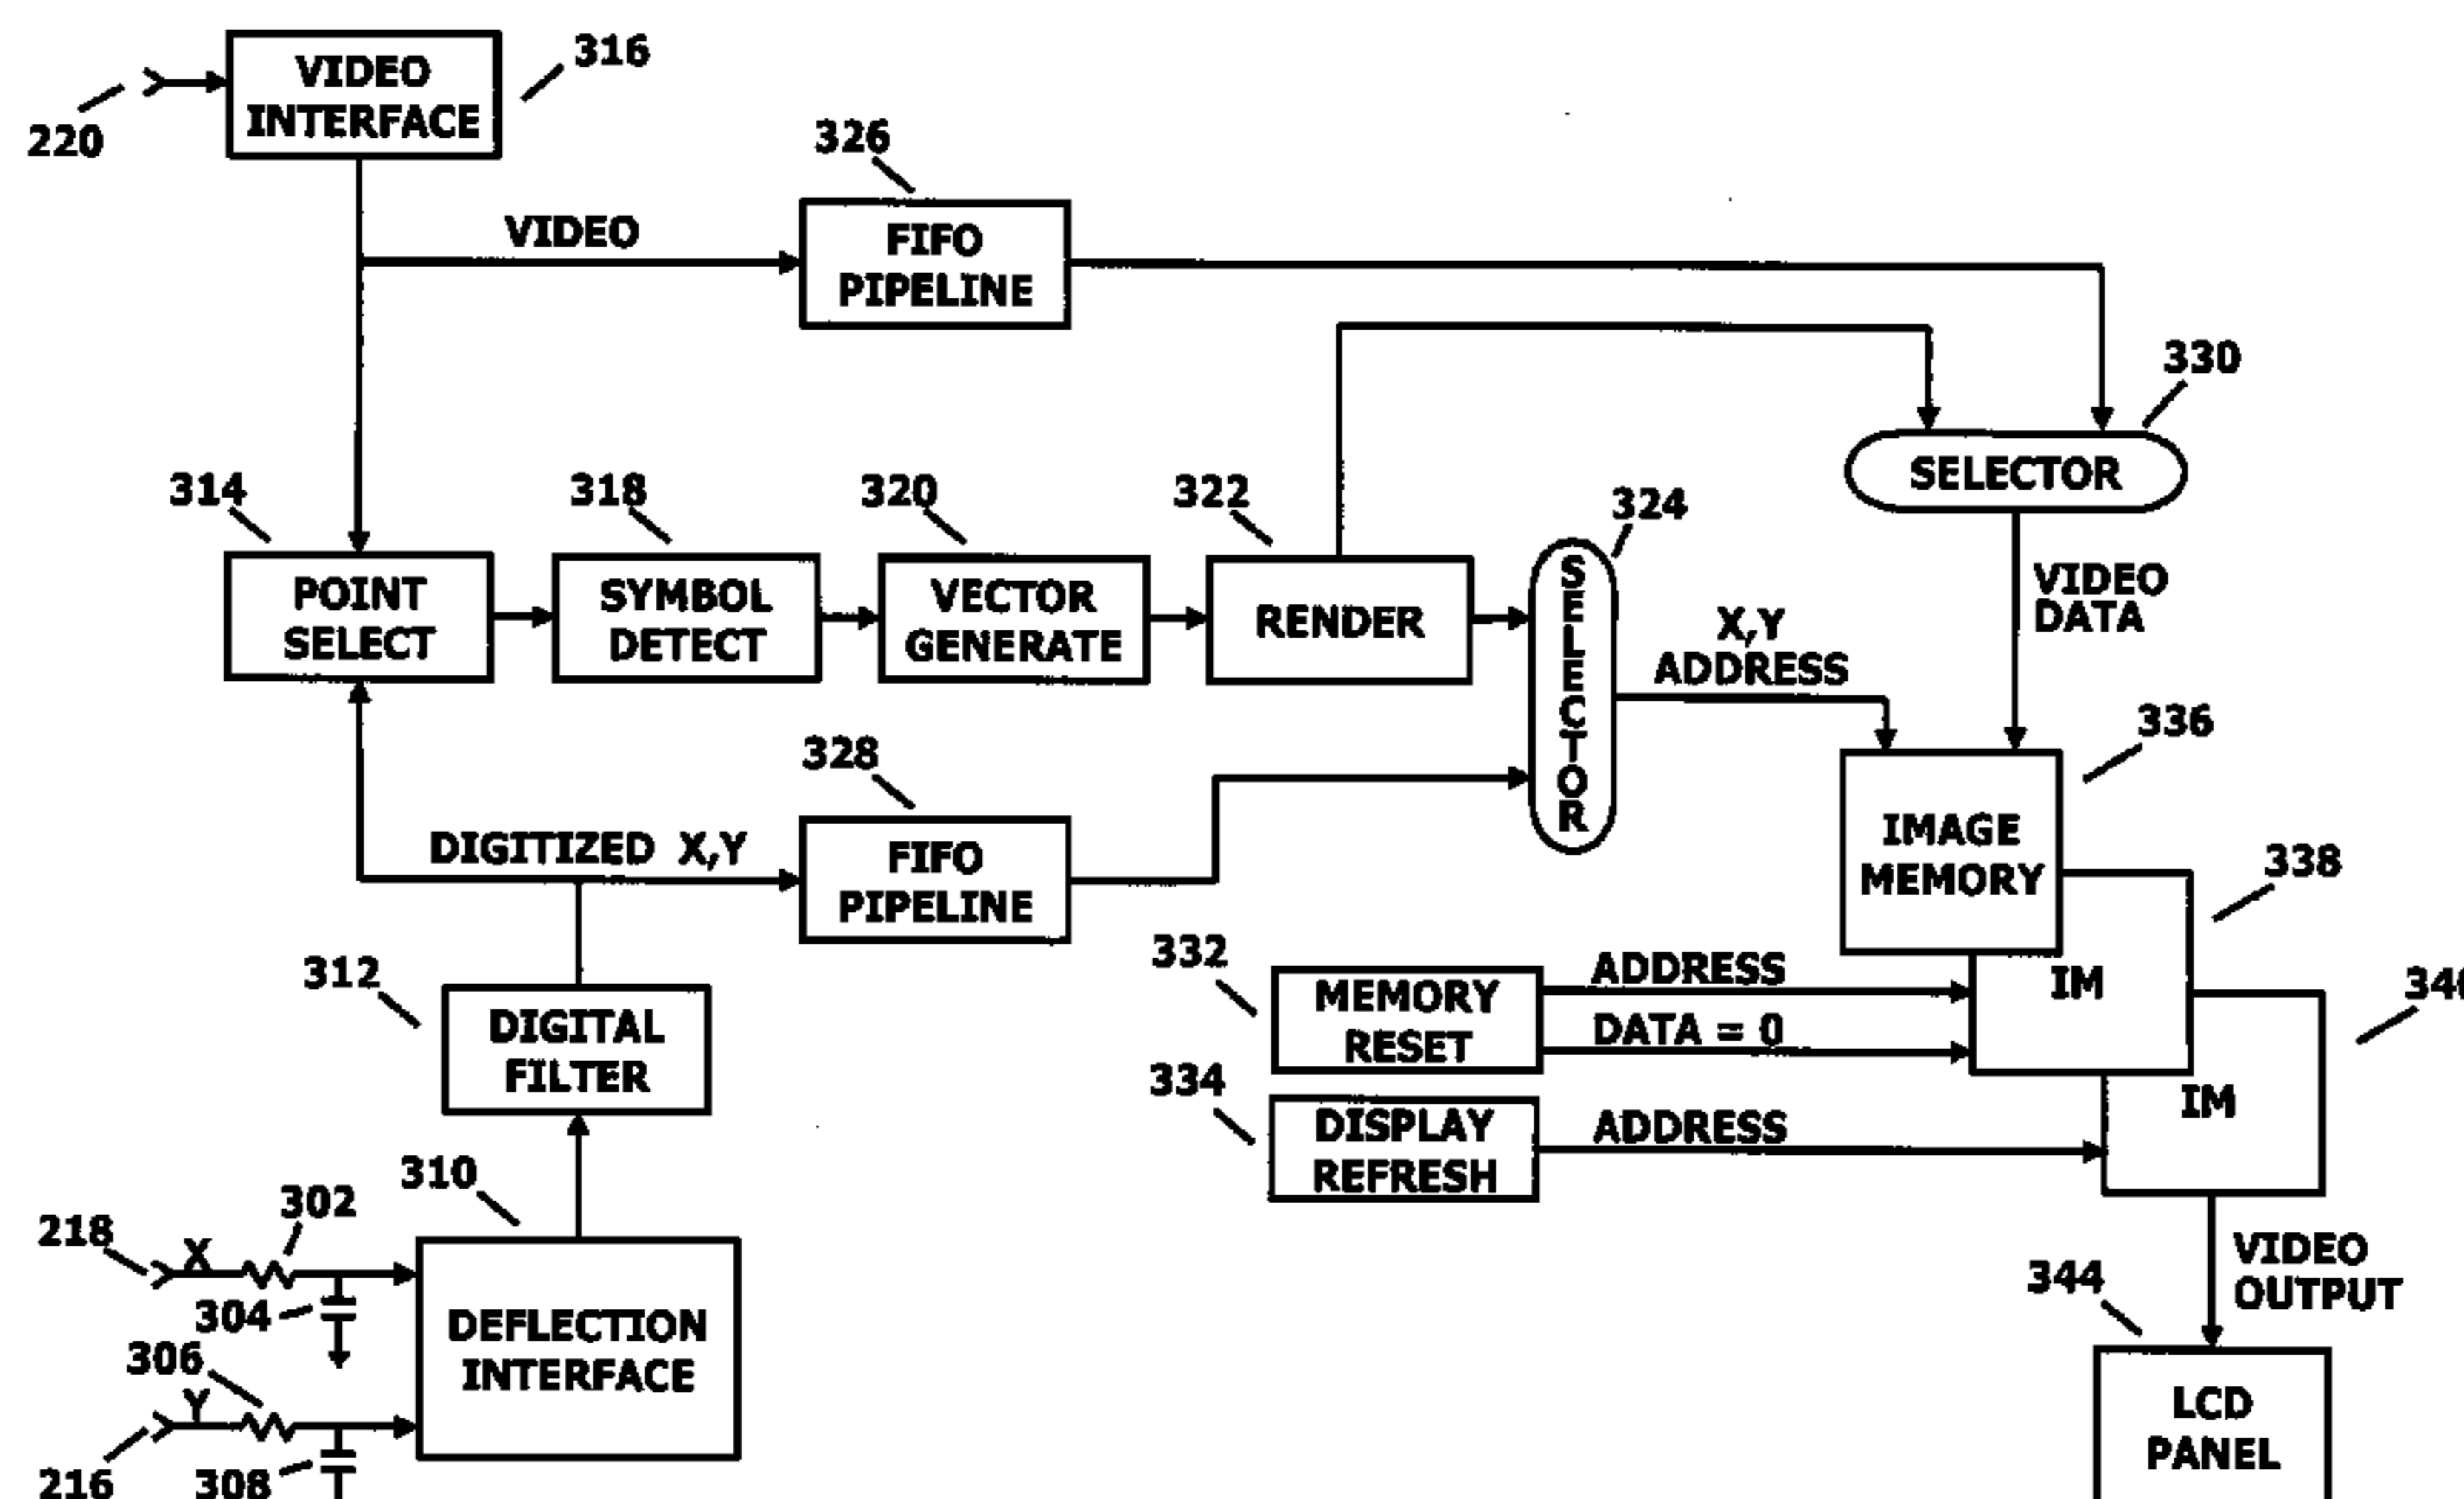 VIDEO
INTERFACE
316
220
326
VIDEO
FIFO
PIPELINE
330
SELECTOR
314
318
320
322
324
POINT
SELECT
SYMBOL
DETECT
VECTOR
GENERATE
RENDER
SELECTOR
X,Y
ADDRESS
VIDEO
DATA
336
328
DIGITIZED X,Y
FIFO
PIPELINE
IMAGE
MEMORY
338
312
DIGITAL
FILTER
332
MEMORY
RESET
ADDRESS
DATA = 0
IM
334
DISPLAY
REFRESH
ADDRESS
IM
310
302
218
X
304
306
Y
216
308
DEFLECTION
INTERFACE
VIDEO
OUTPUT
344
LCD
PANEL